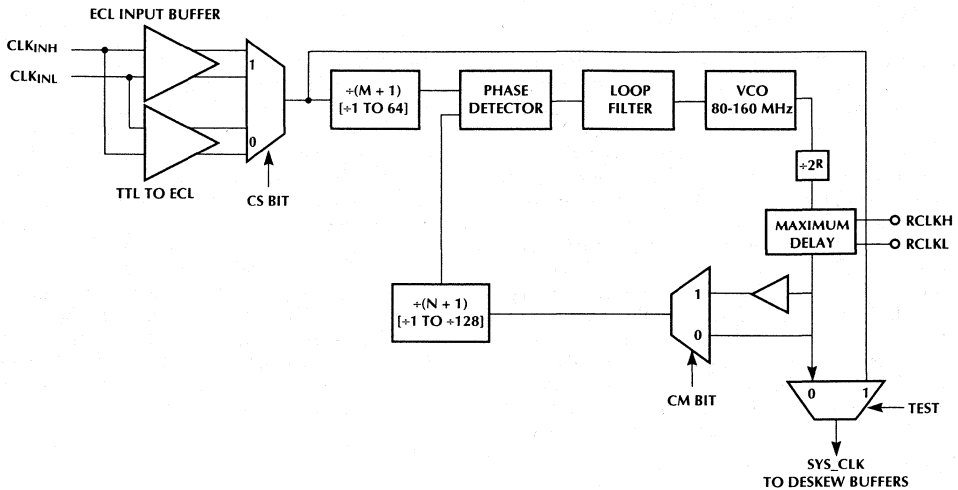 ECL INPUT BUFFER
CLKINH
CLKINL
1
0
TTL TO ECL
CS BIT
÷(M + 1)
[÷1 TO 64]
PHASE
DETECTOR
LOOP
FILTER
VCO
80-160 MHz
÷2R
MAXIMUM
DELAY
RCLKH
RCLKL
÷(N + 1)
[÷1 TO ÷128]
1
0
CM BIT
0 1
TEST
SYS_CLK
TO DESKEW BUFFERS